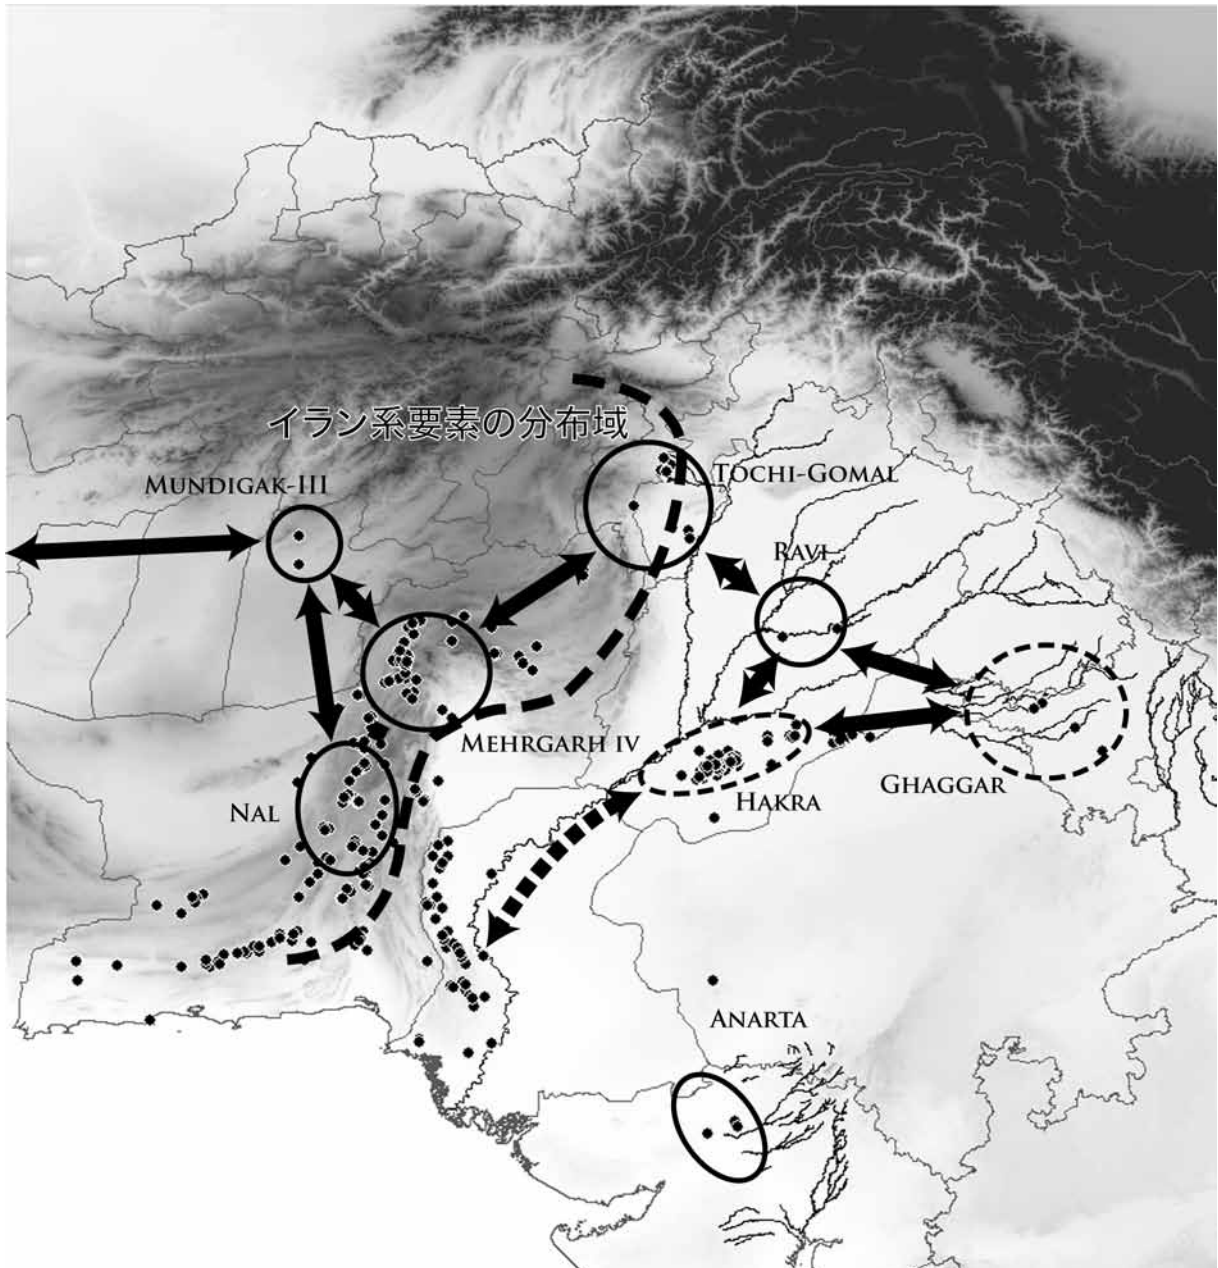 イラン系要素の分布域
Tochi-Gomal
Mundigak-III
Ravi
Mehrgarh IV
Ghaggar
Hakra
Nal
Anarta